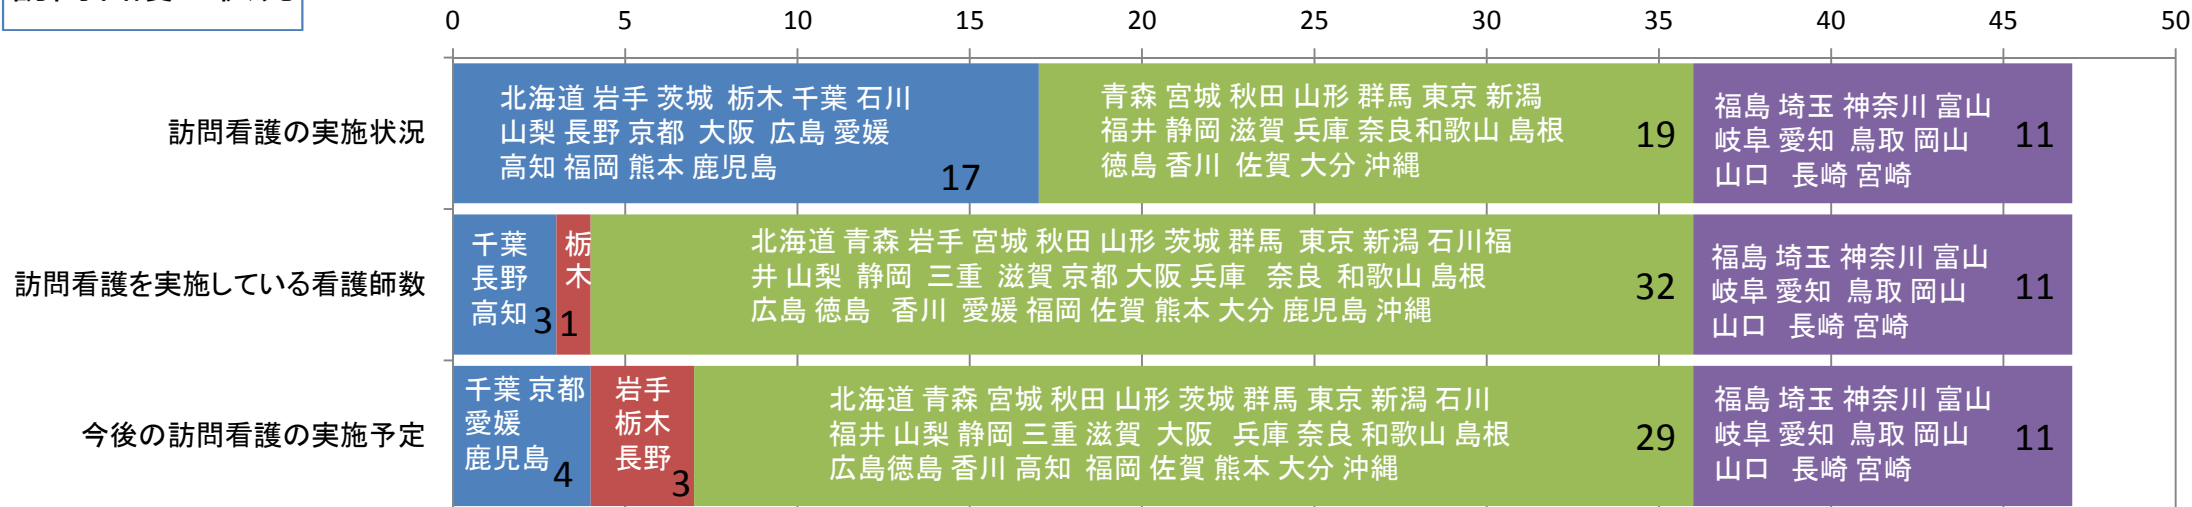 0 5 10 15 20 25 30 35 40 45 50
訪問看護の実施状況
北海道 岩手 茨城 栃木 千葉 石川
山梨 長野 京都 大阪 広島 愛媛
高知 福岡 熊本 鹿児島
17
青森 宮城 秋田 山形 群馬 東京 新潟
福井 静岡 滋賀 兵庫 奈良和歌山 島根
徳島 香川 佐賀 大分 沖縄
19
福島 埼玉 神奈川 富山
岐阜 愛知 鳥取 岡山
山口 長崎 宮崎
11
訪問看護を実施している看護師数
千葉
長野
高知
3
栃
木
1
北海道 青森 岩手 宮城 秋田 山形 茨城 群馬 東京 新潟 石川福
井 山梨 静岡 三重 滋賀 京都 大阪 兵庫 奈良 和歌山 島根
広島 徳島 香川 愛媛 福岡 佐賀 熊本 大分 鹿児島 沖縄
32
福島 埼玉 神奈川 富山
岐阜 愛知 鳥取 岡山
山口 長崎 宮崎
11
今後の訪問看護の実施予定
千葉 京都
愛媛
鹿児島
4
岩手
栃木
長野
3
北海道 青森 宮城 秋田 山形 茨城 群馬 東京 新潟 石川
福井 山梨 静岡 三重 滋賀 大阪 兵庫 奈良 和歌山 島根
広島徳島 香川 高知 福岡 佐賀 熊本 大分 沖縄
29
福島 埼玉 神奈川 富山
岐阜 愛知 鳥取 岡山
山口 長崎 宮崎
11